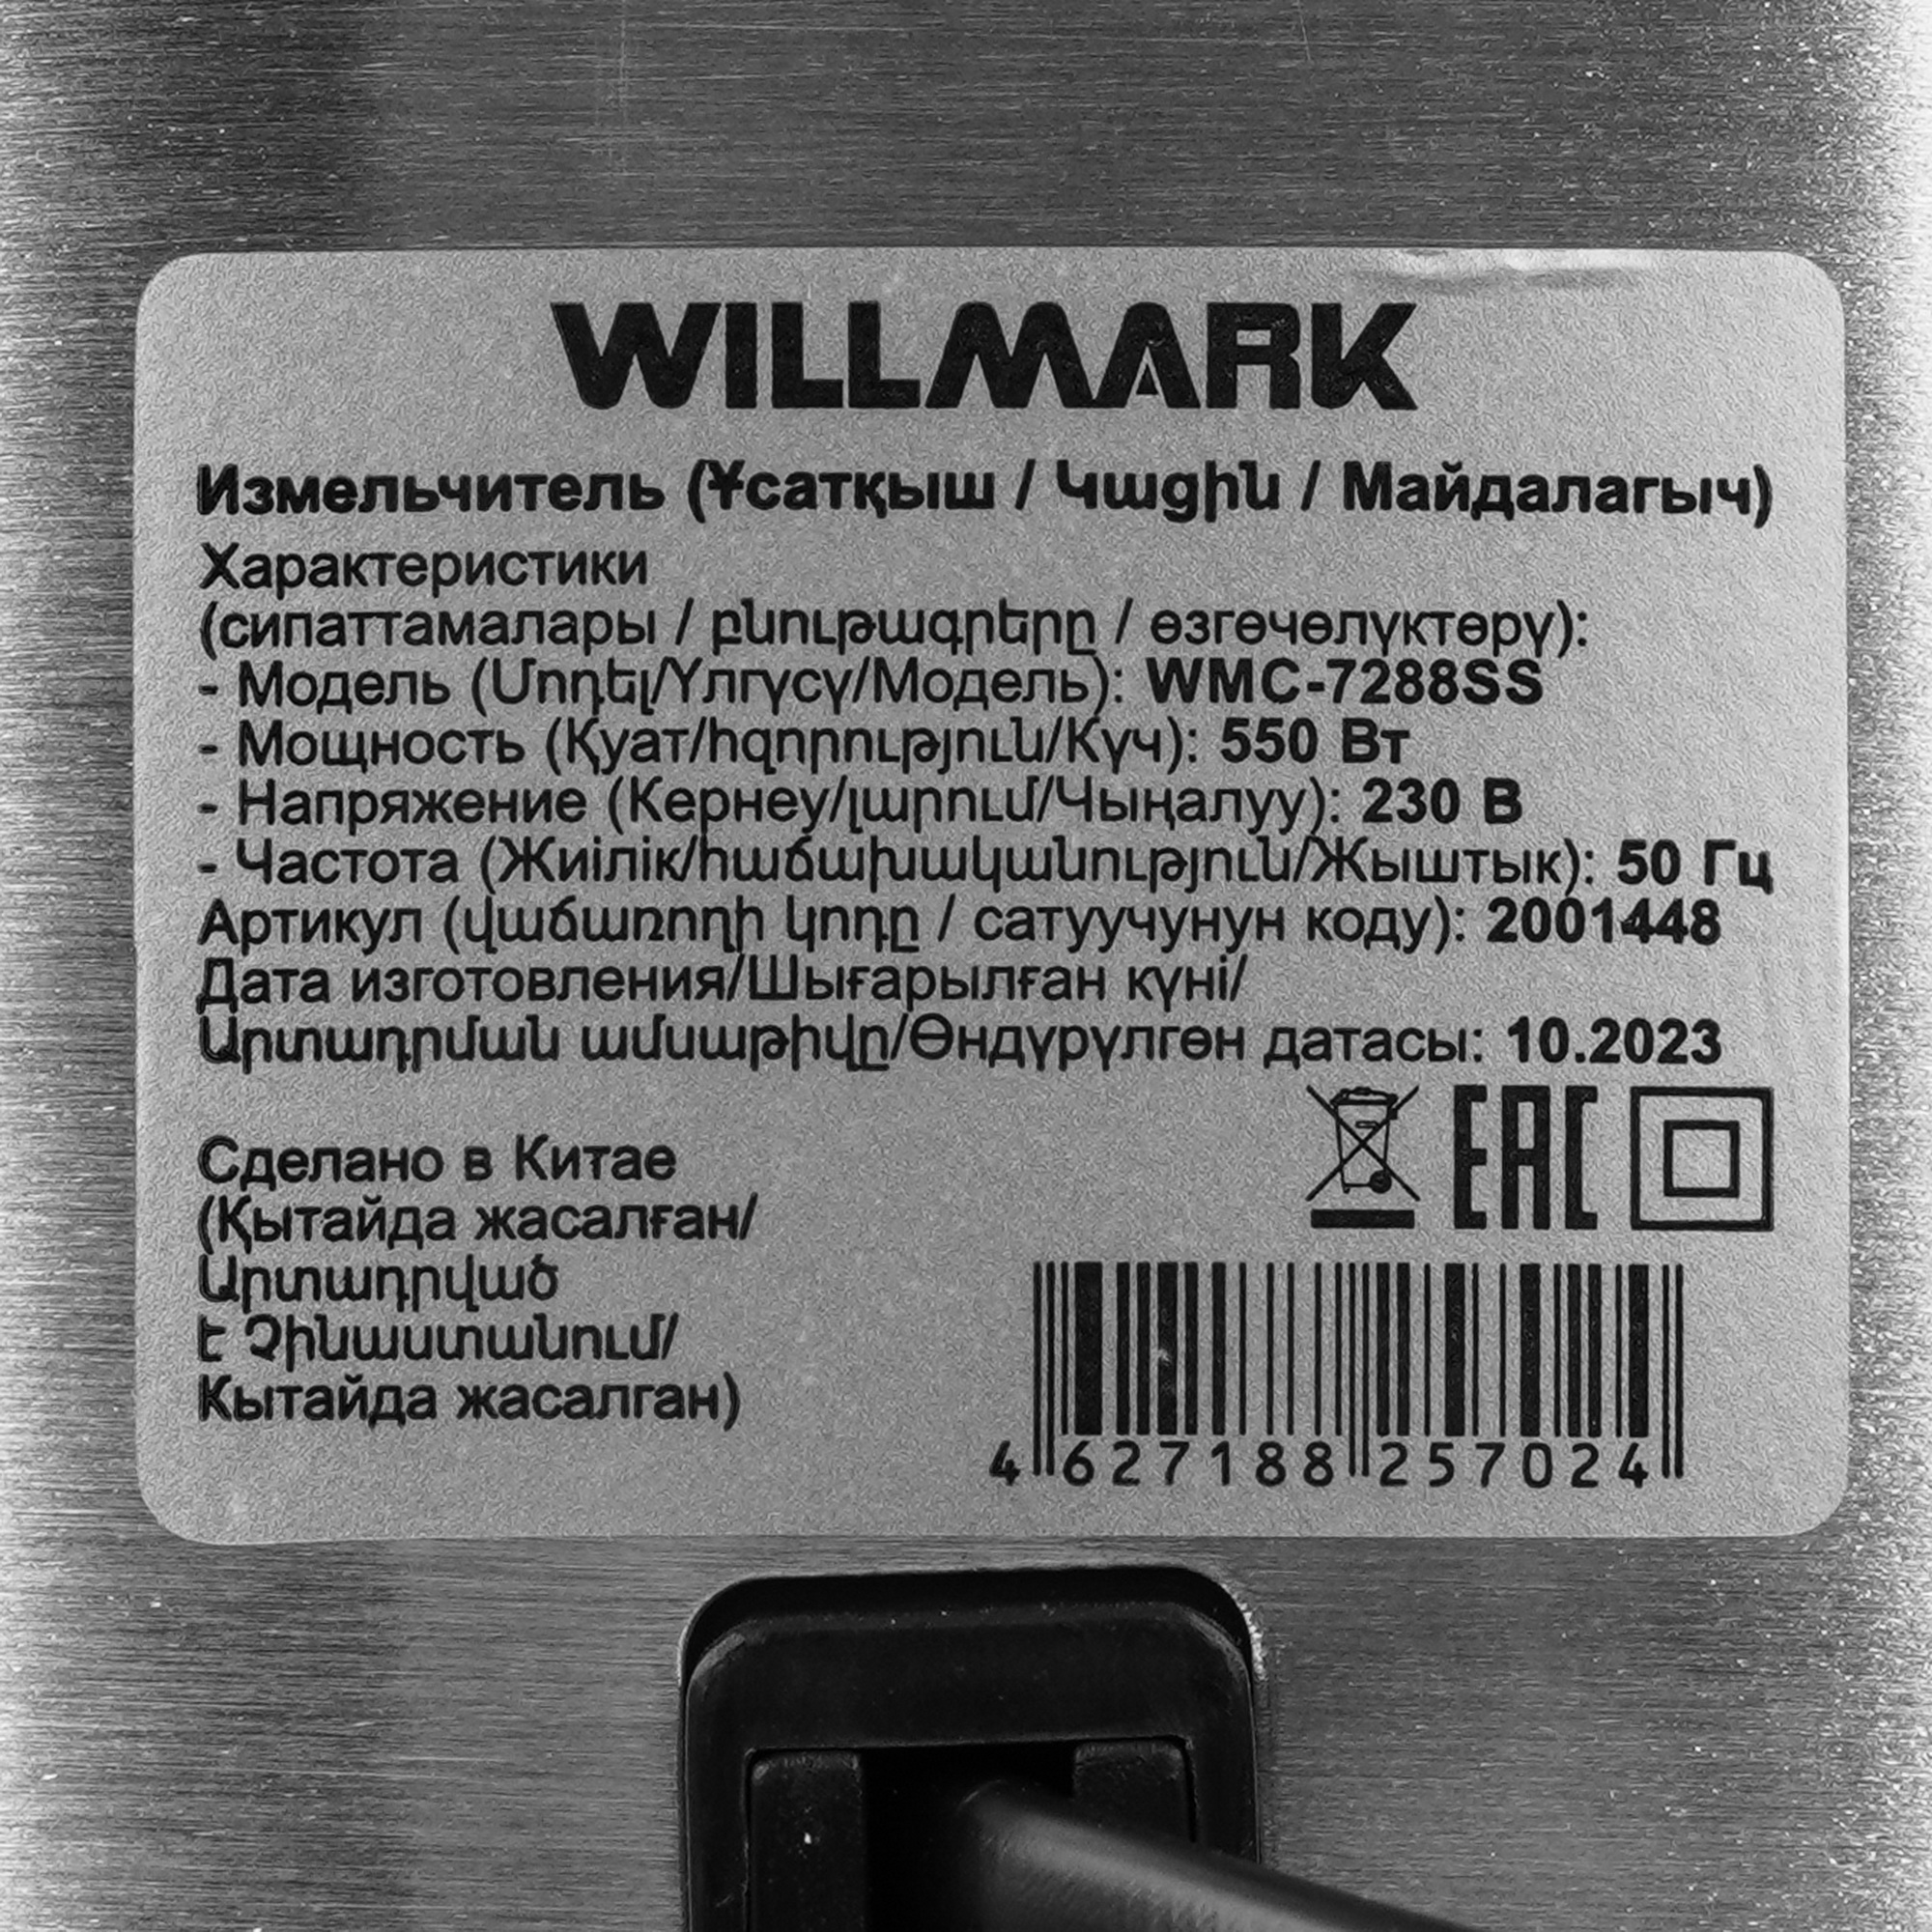 WILLMARK
Измельчитель (Ұсатқыш / Կացին / Майдалагыч)
Характеристики
(сипаттамалары / բնութագրերը / өзгөчөлүктөрү):
- Модель (Մոդել/Үлгүсү/Модель): WMC-7288SS
- Мощность (Қуат/հզորություն/Күч): 550 Вт
- Напряжение (Кернеу/լարում/Чыңалуу): 230 В
- Частота (Жиілік/հաճախականություն/Жыштык): 50 Гц
Артикул (վաճառողի կոդը / сатуучунун коду): 2001448
Дата изготовления/Шығарылған күні/
Արտադրման ամսաթիվը/Өндүрүлгөн датасы: 10.2023
EAC
Сделано в Китае
(Қытайда жасалған/
Արտադրված
է Չինաստանում/
Кытайда жасалган)
4 627188 257024